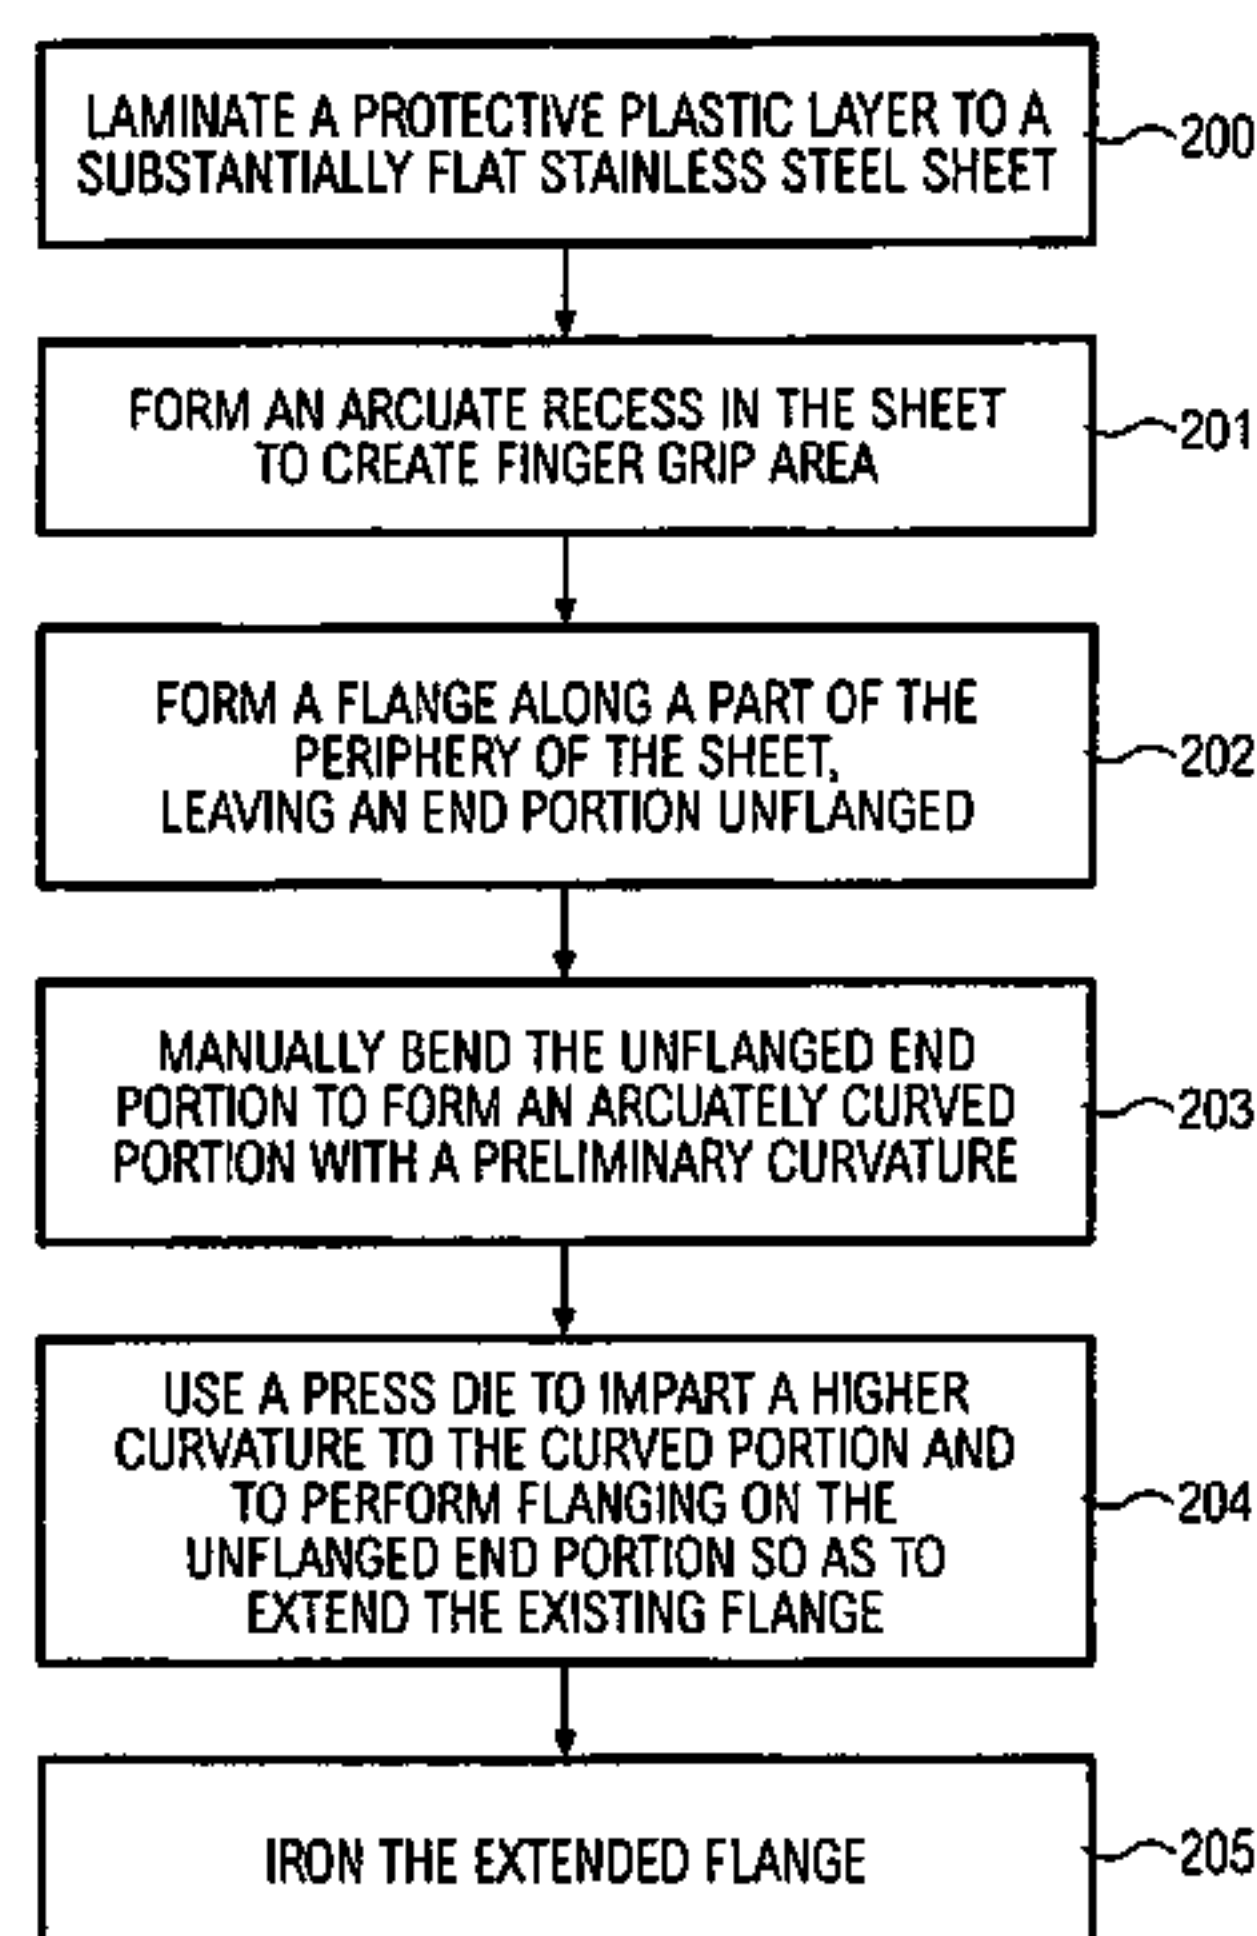 LAMINATE A PROTECTIVE PLASTIC LAYER TO A
SUBSTANTIALLY FLAT STAINLESS STEEL SHEET
200
FORM AN ARCUATE RECESS IN THE SHEET
TO CREATE FINGER GRIP AREA
201
FORM A FLANGE ALONG A PART OF THE
PERIPHERY OF THE SHEET,
LEAVING AN END PORTION UNFLANGED
202
MANUALLY BEND THE UNFLANGED END
PORTION TO FORM AN ARCUATELY CURVED
PORTION WITH A PRELIMINARY CURVATURE
203
USE A PRESS DIE TO IMPART A HIGHER
CURVATURE TO THE CURVED PORTION AND
TO PERFORM FLANGING ON THE
UNFLANGED END PORTION SO AS TO
EXTEND THE EXISTING FLANGE
204
IRON THE EXTENDED FLANGE
205